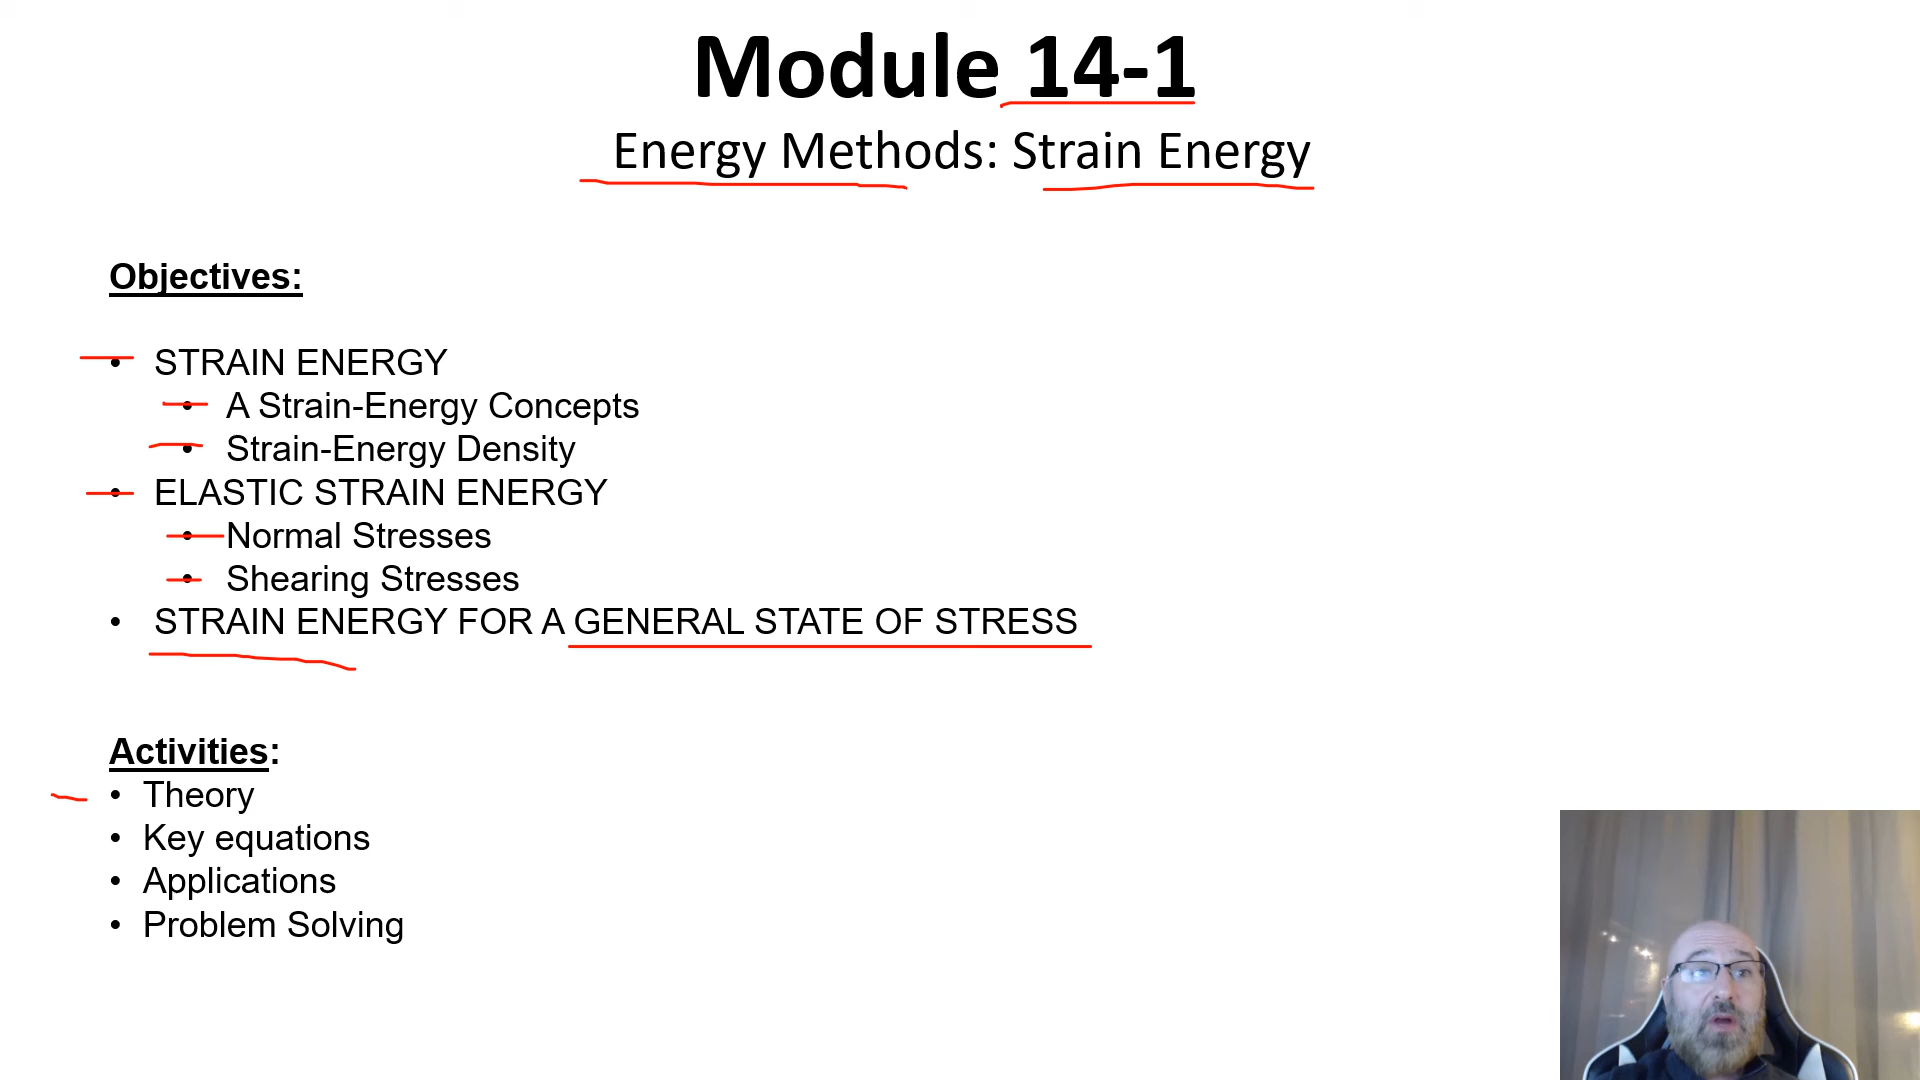 Module 14-1
Energy Methods: Strain Energy
Objectives:
• STRAIN ENERGY
• A Strain-Energy Concepts
• Strain-Energy Density
• ELASTIC STRAIN ENERGY
• Normal Stresses
• Shearing Stresses
• STRAIN ENERGY FOR A GENERAL STATE OF STRESS
Activities:
• Theory
• Key equations
• Applications
• Problem Solving